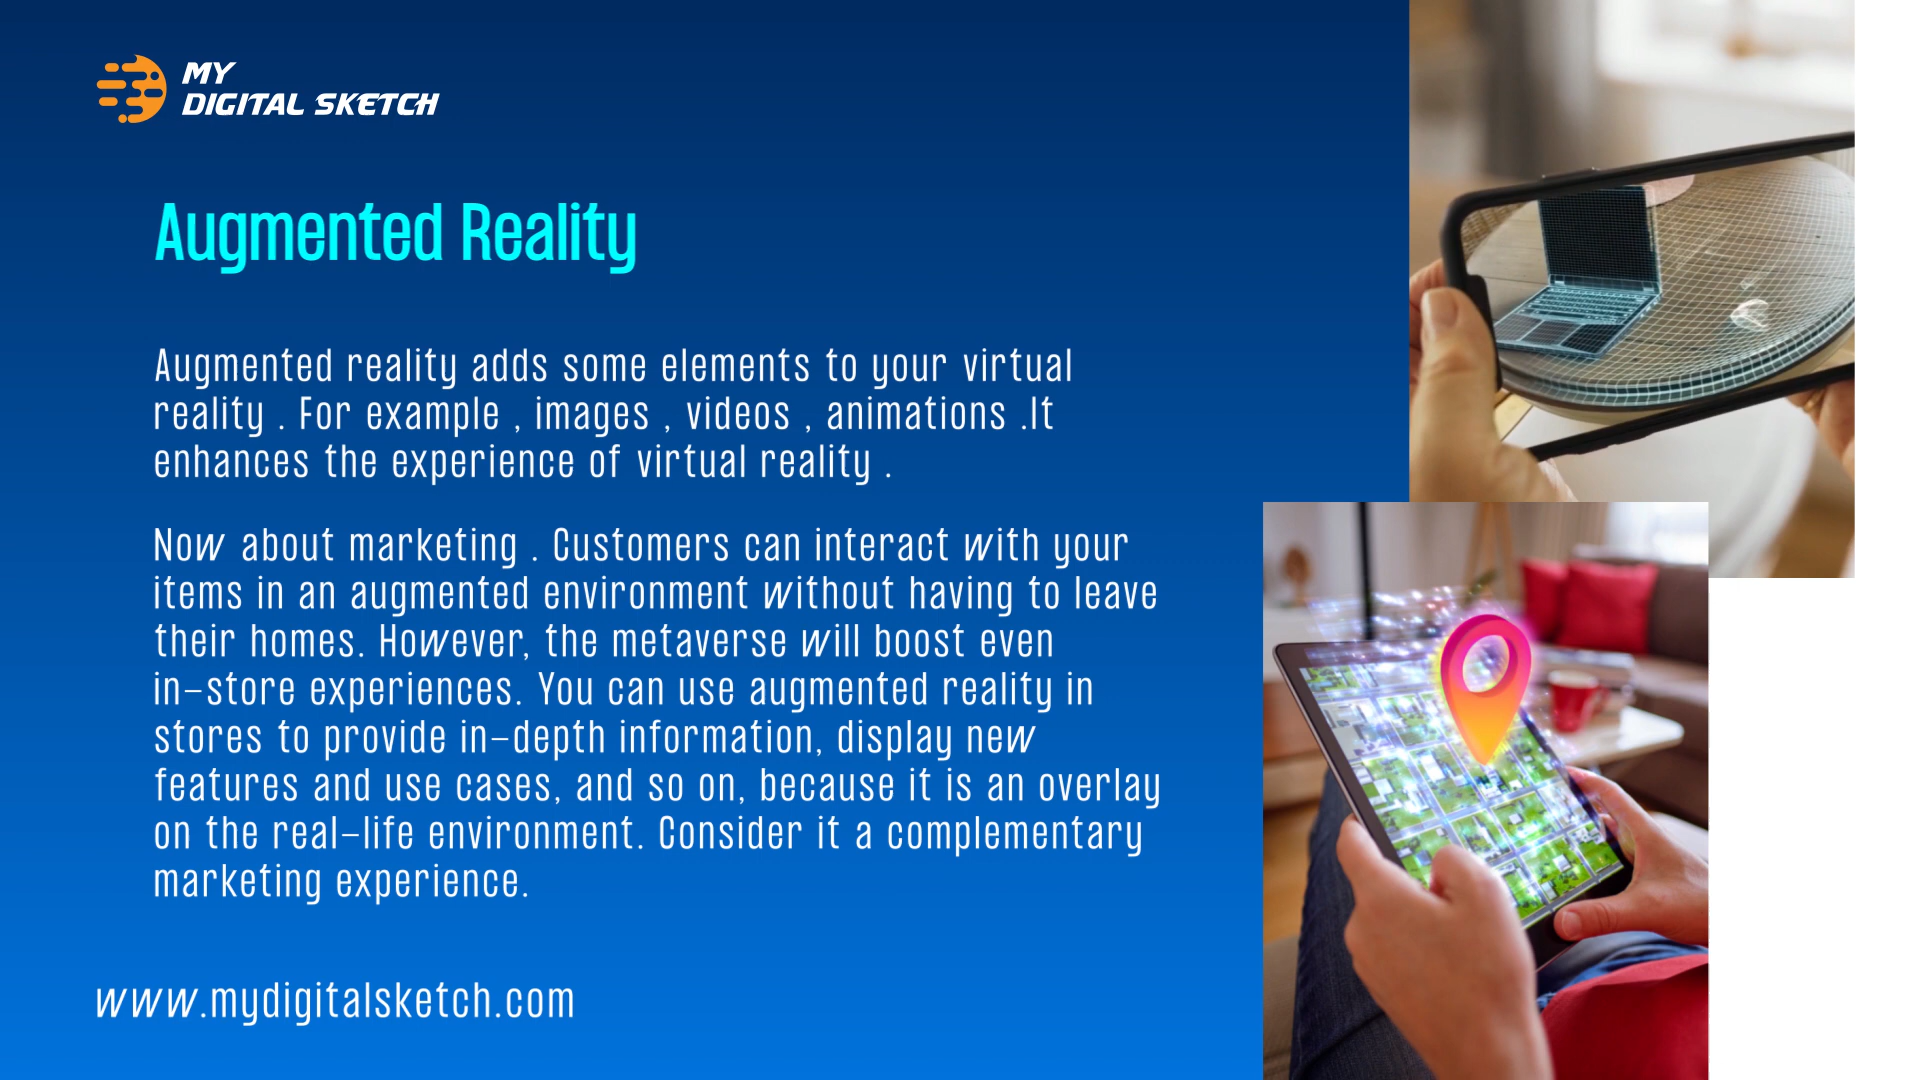 MY
DIGITAL SKETCH
Augmented Reality
Augmented reality adds some elements to your virtual
reality . For example , images , videos , animations .It
enhances the experience of virtual reality .
Now about marketing . Customers can interact with your
items in an augmented environment without having to leave
their homes. However, the metaverse will boost even
in–store experiences. You can use augmented reality in
stores to provide in–depth information, display new
features and use cases, and so on, because it is an overlay
on the real–life environment. Consider it a complementary
marketing experience.
www.mydigitalsketch.com